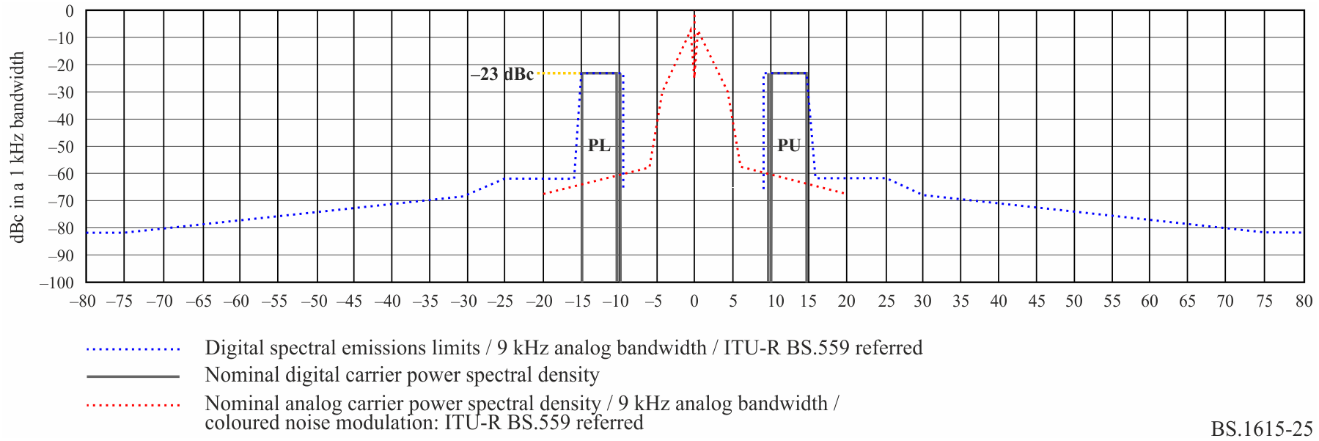 dBc in a 1 kHz bandwidth
0
–10
–20
–23 dBc
–30
–40
–50
PL
PU
–60
–70
–80
–90
–100
–80 –75 –70 –65 –60 –55 –50 –45 –40 –35 –30 –25 –20 –15 –10 –5 0 5 10 15 20 25 30 35 40 45 50 55 60 65 70 75 80
Digital spectral emissions limits / 9 kHz analog bandwidth / ITU-R BS.559 referred
Nominal digital carrier power spectral density
Nominal analog carrier power spectral density / 9 kHz analog bandwidth /
coloured noise modulation: ITU-R BS.559 referred
BS.1615-25